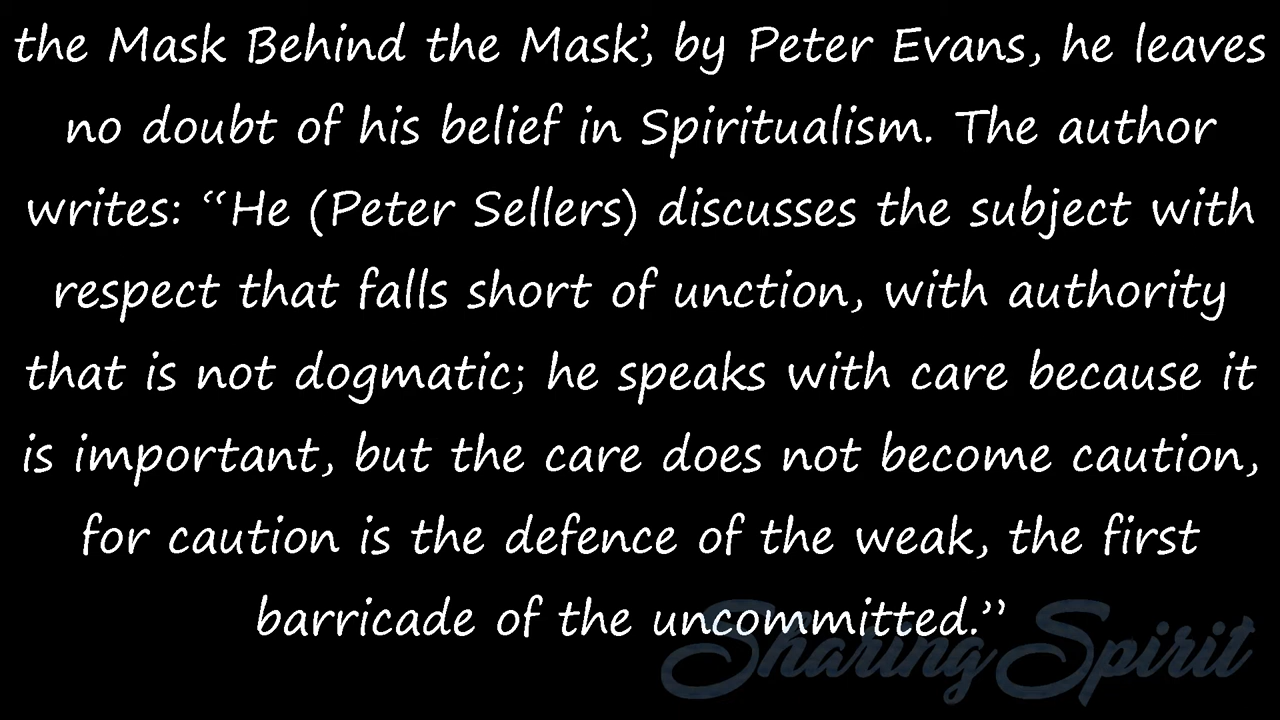 the Mask Behind the Mask’, by Peter Evans, he leaves
no doubt of his belief in Spiritualism. The author
writes: “He (Peter Sellers) discusses the subject with
respect that falls short of unction, with authority
that is not dogmatic; he speaks with care because it
is important, but the care does not become caution,
for caution is the defence of the weak, the first
barricade of the uncommitted.”
Sharing Spirit